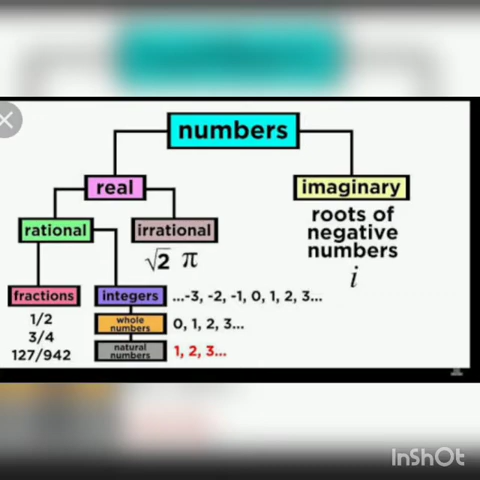 numbers
real
imaginary
roots of
negative
numbers
i
rational
irrational
√2 π
fractions
1/2
3/4
127/942
integers
...-3, -2, -1, 0, 1, 2, 3...
whole
numbers
0, 1, 2, 3...
natural
numbers
1, 2, 3...
InShOt